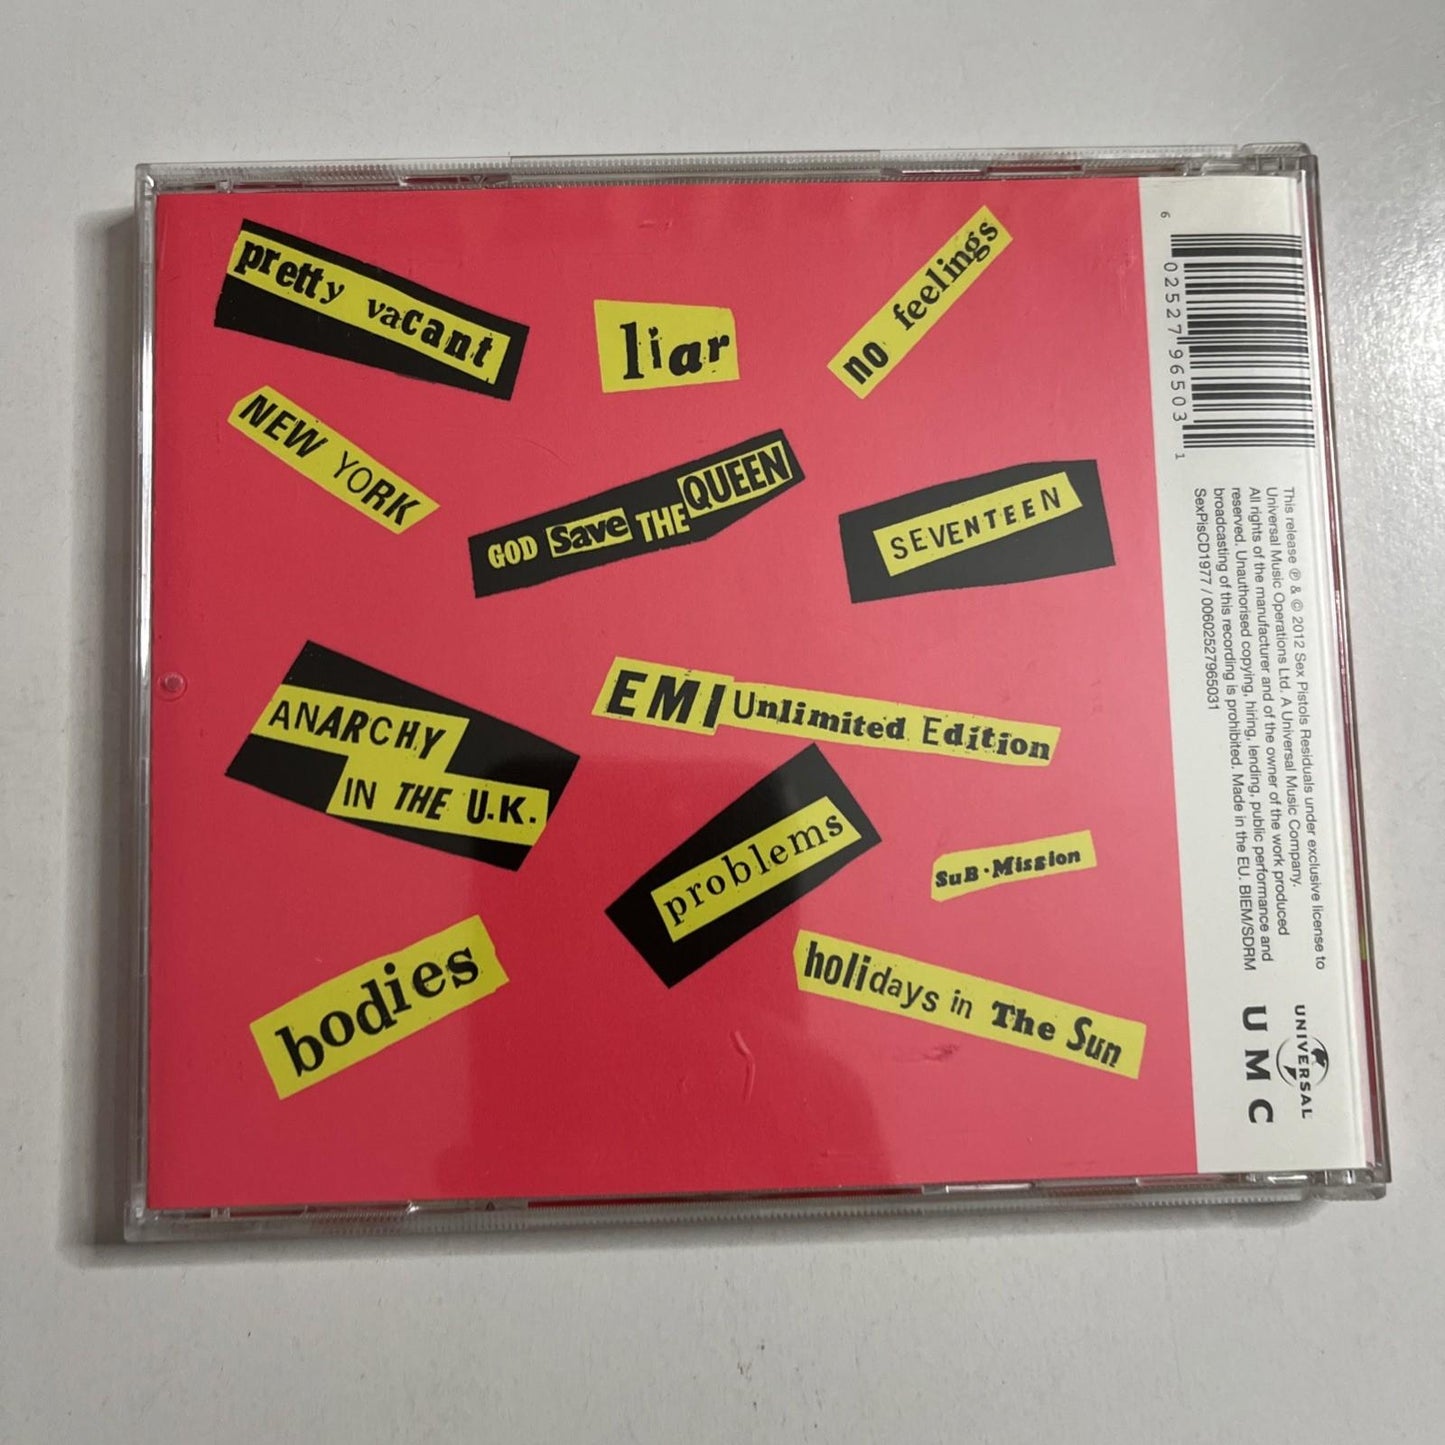 pretty vacant
liar
no feelings
NEW YORK
GOD Save THE QUEEN
SEVENTEEN
ANARCHY
IN THE U.K.
EMI Unlimited Edition
problems
SuB·Mission
bodies
holidays in The Sun
6 02527 96503 1
This release ℗ & © 2012 Sex Pistols Residuals under exclusive license to
Universal Music Operations Ltd. A Universal Music Company.
All rights of the manufacturer and of the owner of the work produced
reserved. Unauthorised copying, hiring, lending, public performance and
broadcasting of this recording is prohibited. Made in the EU. BIEM/SDRM
SexPisCD1977 / 00602527965031
UNIVERSAL
UMC